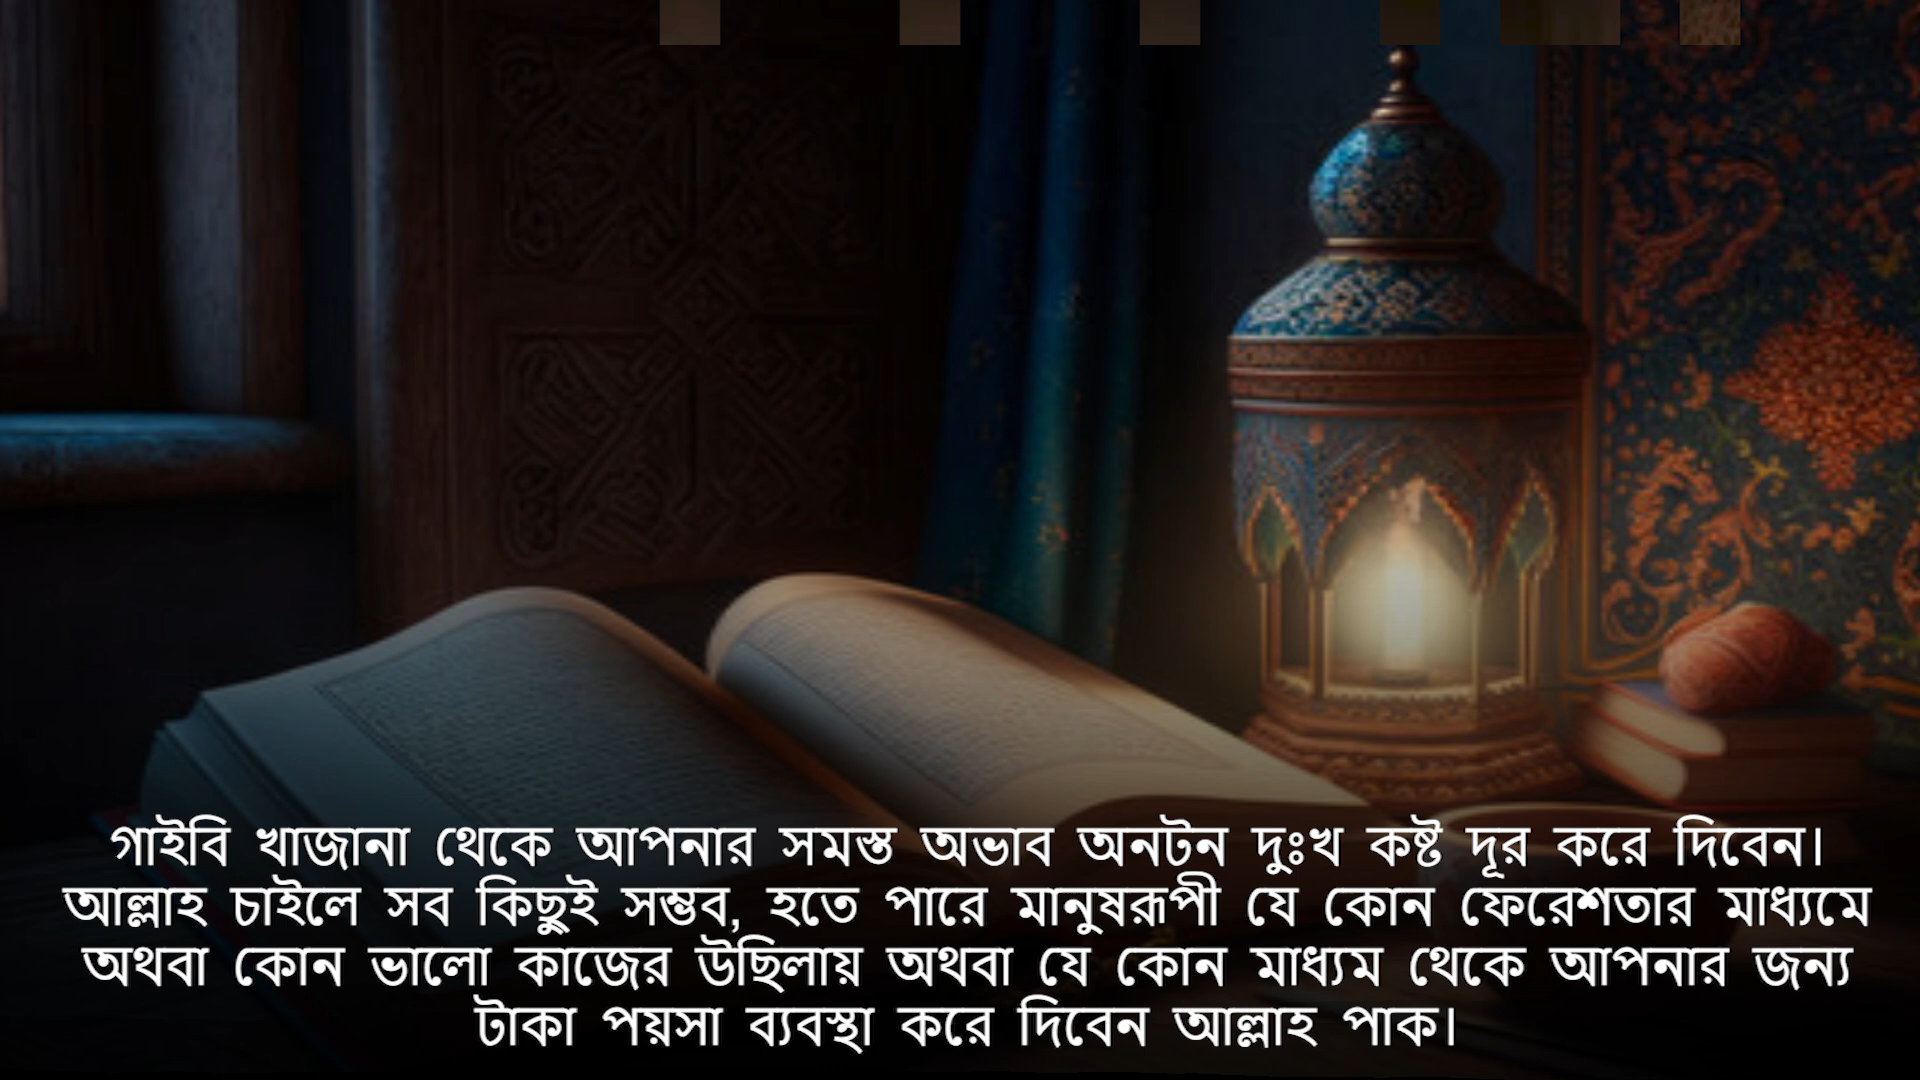 গাইবি খাজানা থেকে আপনার সমস্ত অভাব অনটন দুঃখ কষ্ট দূর করে দিবেন।
আল্লাহ চাইলে সব কিছুই সম্ভব, হতে পারে মানুষরূপী যে কোন ফেরেশতার মাধ্যমে
অথবা কোন ভালো কাজের উছিলায় অথবা যে কোন মাধ্যম থেকে আপনার জন্য
টাকা পয়সা ব্যবস্থা করে দিবেন আল্লাহ পাক।